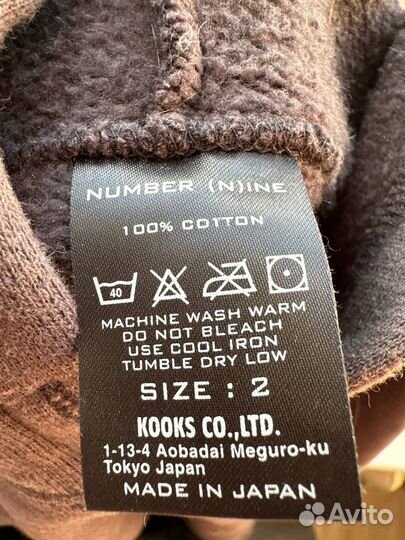 NUMBER (N)INE
100% COTTON
40
MACHINE WASH WARM
DO NOT BLEACH
USE COOL IRON
TUMBLE DRY LOW
SIZE : 2
KOOKS CO.,LTD.
1-13-4 Aobadai Meguro-ku
Tokyo Japan
MADE IN JAPAN
Avito